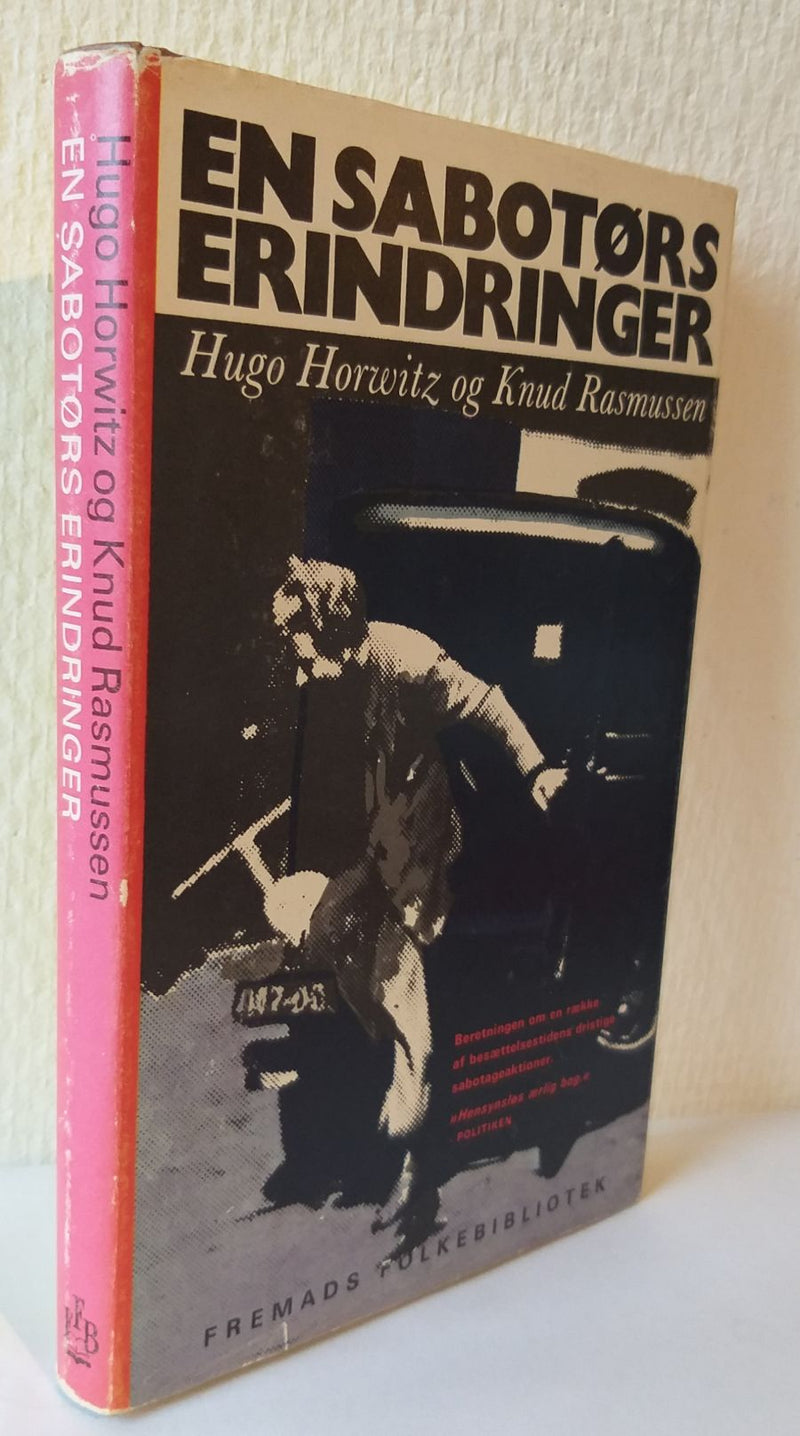 Hugo Horwitz og Knud Rasmussen
EN SABOTØRS ERINDRINGER
EN SABOTØRS
ERINDRINGER
Hugo Horwitz og Knud Rasmussen
Beretningen om en række
af besættelsestidens dristige
sabotageaktioner.
»Hensynsløs ærlig bog.«
POLITIKEN
FREMADS FOLKEBIBLIOTEK